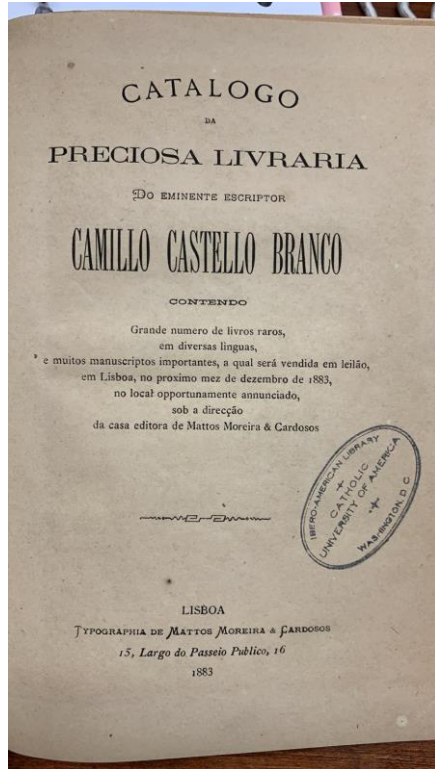 CATALOGO
DA
PRECIOSA LIVRARIA
DO EMINENTE ESCRIPTOR
CAMILLO CASTELLO BRANCO
CONTENDO
Grande numero de livros raros,
em diversas linguas,
e muitos manuscriptos importantes, a qual será vendida em leilão,
em Lisboa, no proximo mez de dezembro de 1883,
no local opportunamente annunciado,
sob a direcção
da casa editora de Mattos Moreira & Cardosos
IBERO-AMERICAN LIBRARY
CATHOLIC
UNIVERSITY OF AMERICA
WASHINGTON, D C
LISBOA
TYPOGRAPHIA DE MATTOS MOREIRA & CARDOSOS
15, Largo do Passeio Publico, 16
1883